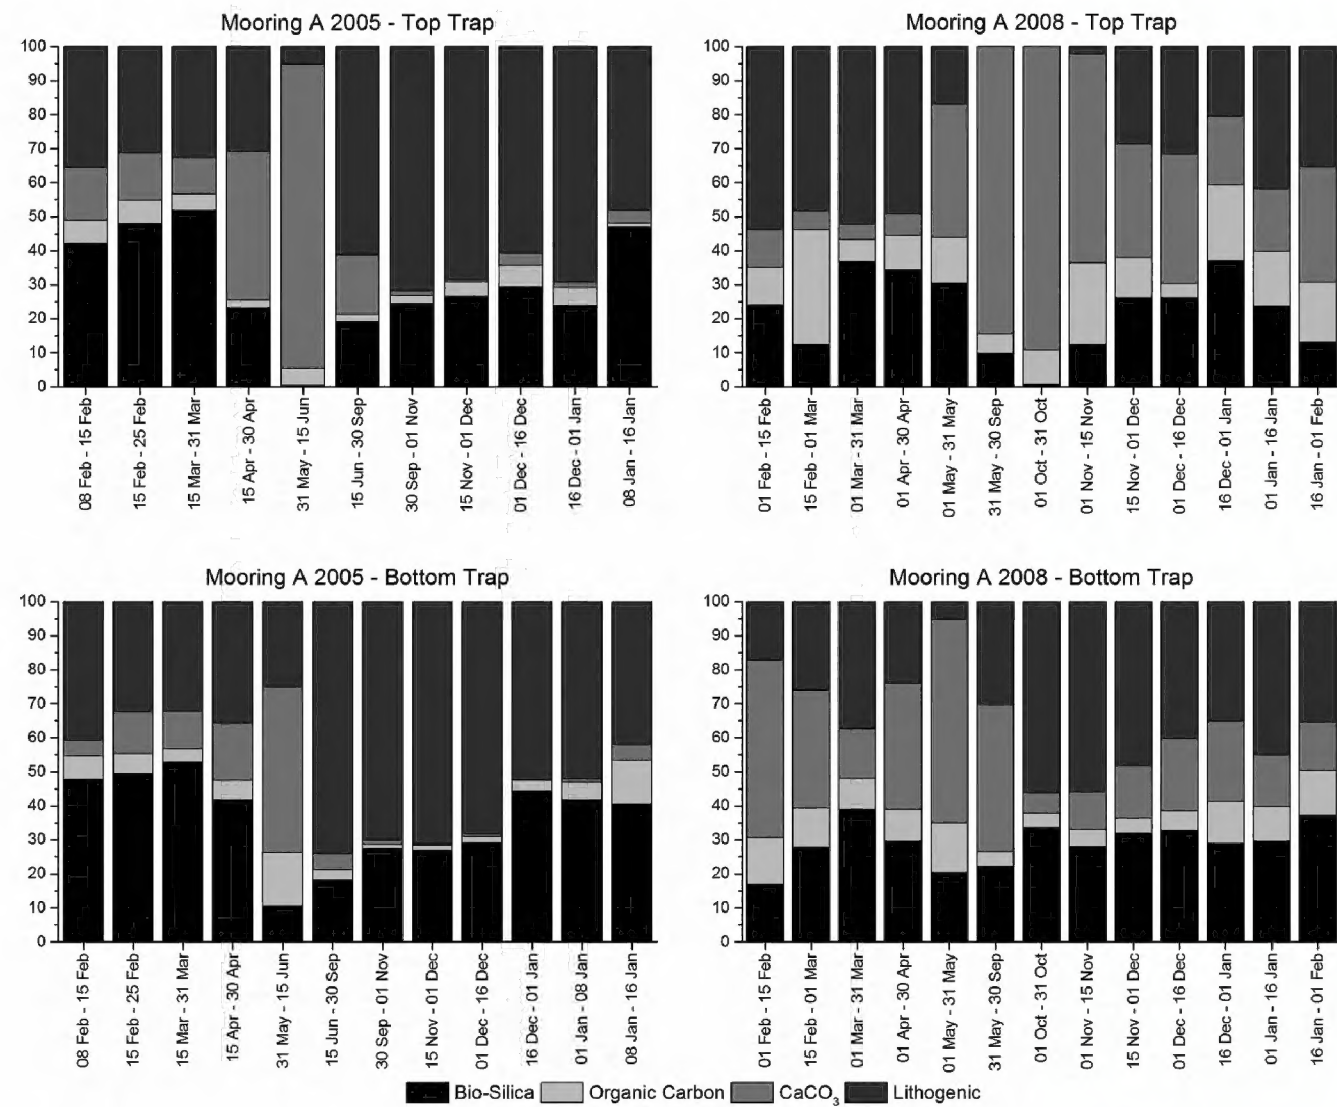 Mooring A 2005 - Top Trap
100
90
80
70
60
50
40
30
20
10
0
08 Feb - 15 Feb
15 Feb - 25 Feb
15 Mar - 31 Mar
15 Apr - 30 Apr
31 May - 15 Jun
15 Jun - 30 Sep
30 Sep - 01 Nov
15 Nov - 01 Dec
01 Dec - 16 Dec
16 Dec - 01 Jan
08 Jan - 16 Jan
Mooring A 2008 - Top Trap
100
90
80
70
60
50
40
30
20
10
0
01 Feb - 15 Feb
15 Feb - 01 Mar
01 Mar - 31 Mar
01 Apr - 30 Apr
01 May - 31 May
31 May - 30 Sep
01 Oct - 31 Oct
01 Nov - 15 Nov
15 Nov - 01 Dec
01 Dec - 16 Dec
16 Dec - 01 Jan
01 Jan - 16 Jan
16 Jan - 01 Feb
Mooring A 2005 - Bottom Trap
100
90
80
70
60
50
40
30
20
10
0
08 Feb - 15 Feb
15 Feb - 25 Feb
15 Mar - 31 Mar
15 Apr - 30 Apr
31 May - 15 Jun
15 Jun - 30 Sep
30 Sep - 01 Nov
15 Nov - 01 Dec
01 Dec - 16 Dec
16 Dec - 01 Jan
01 Jan - 08 Jan
08 Jan - 16 Jan
Mooring A 2008 - Bottom Trap
100
90
80
70
60
50
40
30
20
10
0
01 Feb - 15 Feb
15 Feb - 01 Mar
01 Mar - 31 Mar
01 Apr - 30 Apr
01 May - 31 May
31 May - 30 Sep
01 Oct - 31 Oct
01 Nov - 15 Nov
15 Nov - 01 Dec
01 Dec - 16 Dec
16 Dec - 01 Jan
01 Jan - 16 Jan
16 Jan - 01 Feb
Bio-Silica Organic Carbon CaCO₃ Lithogenic